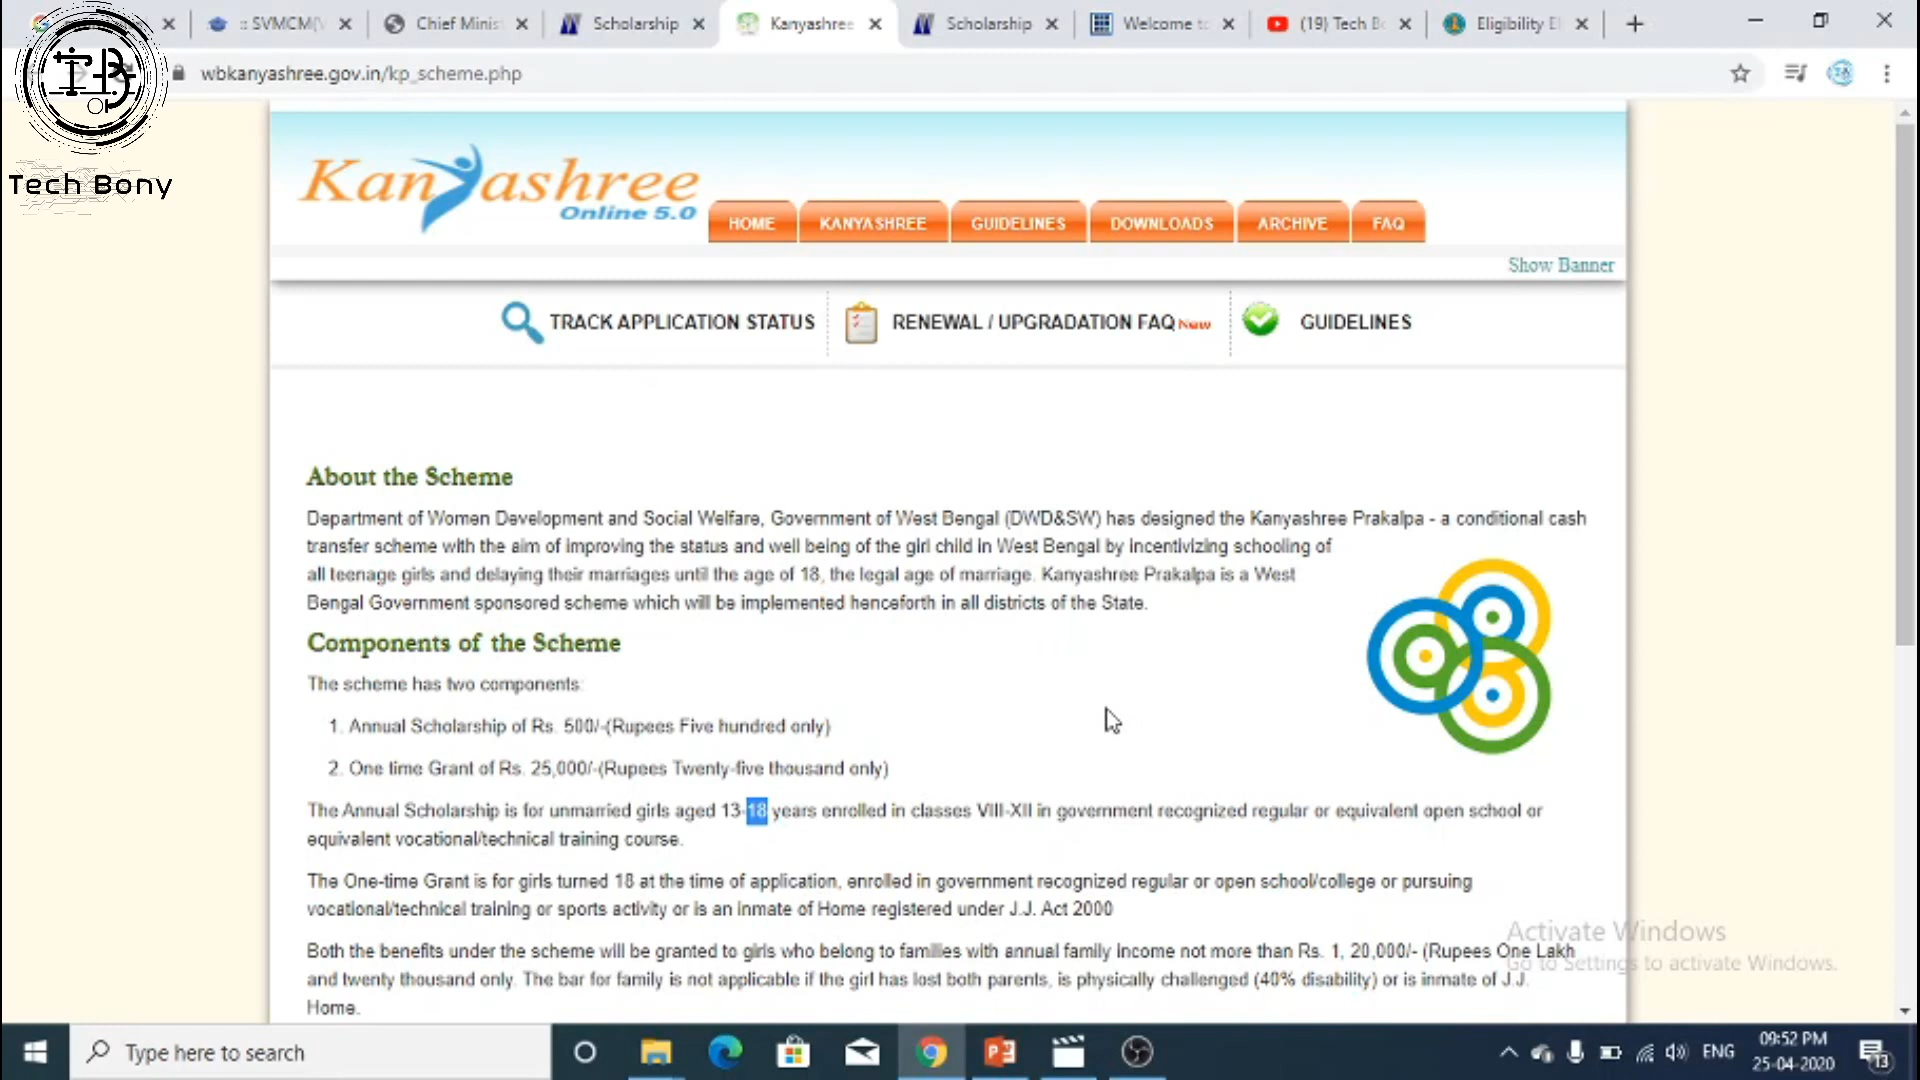 :: SVMCM(
Chief Minis
Scholarship
Kanyashree
Scholarship
Welcome to
(19) Tech B
Eligibility El
wbkanyashree.gov.in/kp_scheme.php
TB
Tech Bony
Kanyashree
Online 5.0
HOME
KANYASHREE
GUIDELINES
DOWNLOADS
ARCHIVE
FAQ
Show Banner
TRACK APPLICATION STATUS
RENEWAL / UPGRADATION FAQ New
GUIDELINES
About the Scheme
Department of Women Development and Social Welfare, Government of West Bengal (DWD&SW) has designed the Kanyashree Prakalpa - a conditional cash
transfer scheme with the aim of improving the status and well being of the girl child in West Bengal by incentivizing schooling of
all teenage girls and delaying their marriages until the age of 18, the legal age of marriage. Kanyashree Prakalpa is a West
Bengal Government sponsored scheme which will be implemented henceforth in all districts of the State.
Components of the Scheme
The scheme has two components:
1. Annual Scholarship of Rs. 500/-(Rupees Five hundred only)
2. One time Grant of Rs. 25,000/-(Rupees Twenty-five thousand only)
The Annual Scholarship is for unmarried girls aged 13-18 years enrolled in classes VIII-XII in government recognized regular or equivalent open school or
equivalent vocational/technical training course.
The One-time Grant is for girls turned 18 at the time of application, enrolled in government recognized regular or open school/college or pursuing
vocational/technical training or sports activity or is an inmate of Home registered under J.J. Act 2000
Both the benefits under the scheme will be granted to girls who belong to families with annual family income not more than Rs. 1, 20,000/- (Rupees One Lakh
and twenty thousand only. The bar for family is not applicable if the girl has lost both parents, is physically challenged (40% disability) or is inmate of J.J.
Home.
Activate Windows
Go to Settings to activate Windows.
Type here to search
ENG
09:52 PM
25-04-2020
13